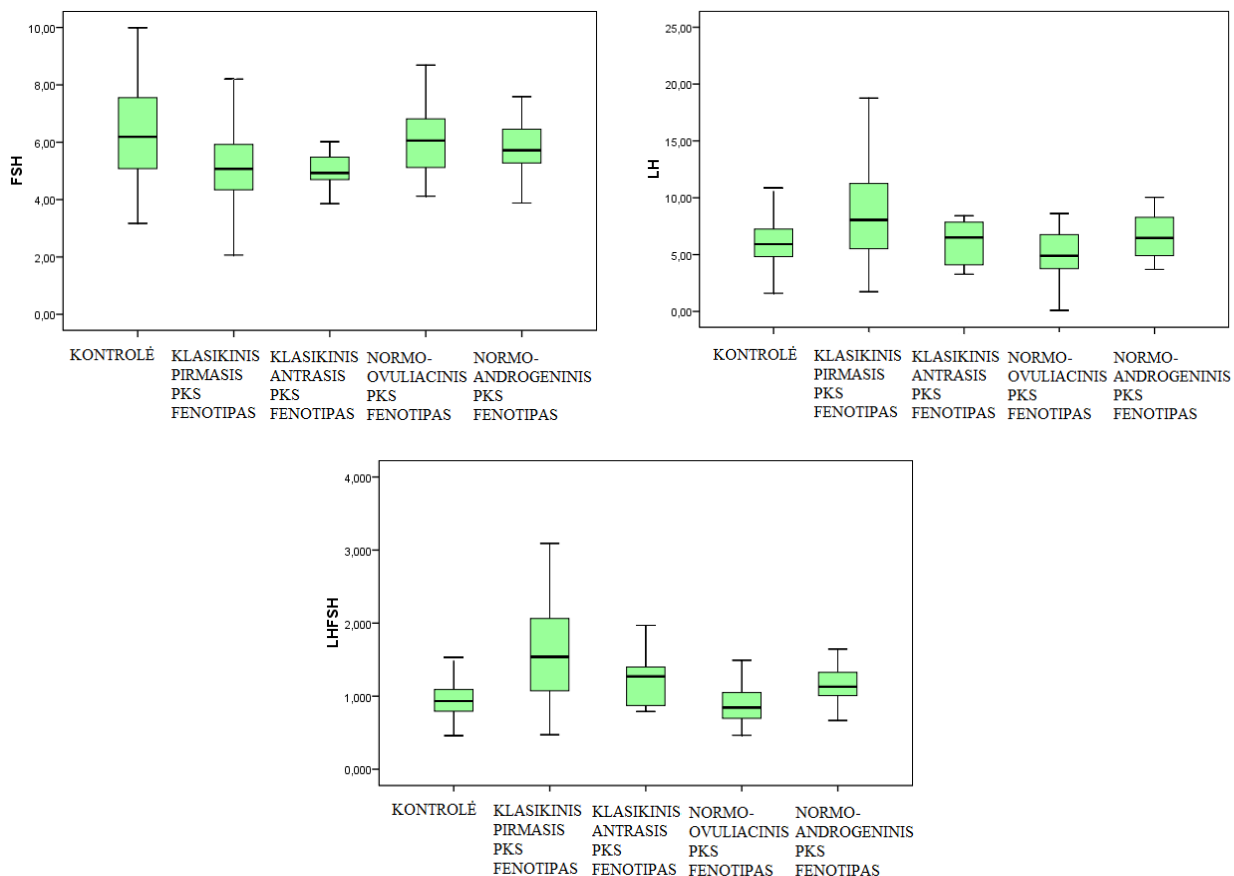 10,00
8,00
6,00
4,00
2,00
0,00
FSH
KONTROLĖ
KLASIKINIS
PIRMASIS
PKS
FENOTIPAS
KLASIKINIS
ANTRASIS
PKS
FENOTIPAS
NORMO-
OVULIACINIS
PKS
FENOTIPAS
NORMO-
ANDROGENINIS
PKS
FENOTIPAS
25,00
20,00
15,00
10,00
5,00
0,00
LH
KONTROLĖ
KLASIKINIS
PIRMASIS
PKS
FENOTIPAS
KLASIKINIS
ANTRASIS
PKS
FENOTIPAS
NORMO-
OVULIACINIS
PKS
FENOTIPAS
NORMO-
ANDROGENINIS
PKS
FENOTIPAS
4,000
3,000
2,000
1,000
0,000
LHFSH
KONTROLĖ
KLASIKINIS
PIRMASIS
PKS
FENOTIPAS
KLASIKINIS
ANTRASIS
PKS
FENOTIPAS
NORMO-
OVULIACINIS
PKS
FENOTIPAS
NORMO-
ANDROGENINIS
PKS
FENOTIPAS